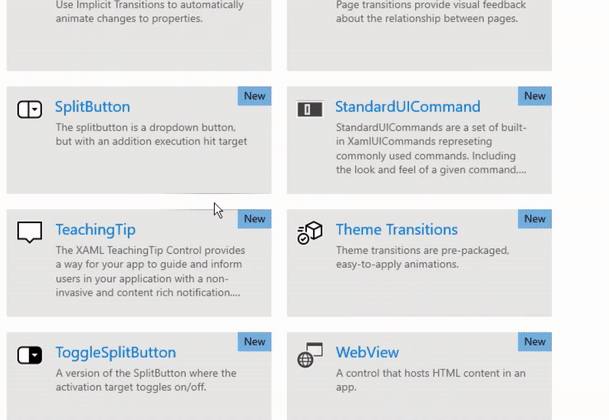 Use Implicit Transitions to automatically
animate changes to properties.
Page transitions provide visual feedback
about the relationship between pages.
New
SplitButton
The splitbutton is a dropdown button,
but with an addition execution hit target
New
StandardUICommand
StandardUICommands are a set of built-
in XamlUICommands represeting
commonly used commands. Including
the look and feel of a given command,...
New
TeachingTip
The XAML TeachingTip Control provides
a way for your app to guide and inform
users in your application with a non-
invasive and content rich notification....
New
Theme Transitions
Theme transitions are pre-packaged,
easy-to-apply animations.
New
ToggleSplitButton
A version of the SplitButton where the
activation target toggles on/off.
New
WebView
A control that hosts HTML content in an
app.